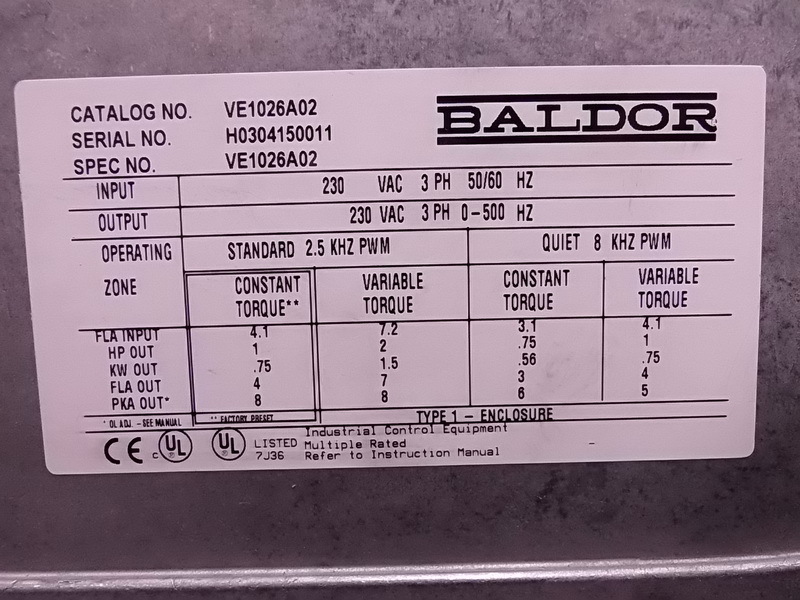 CATALOG NO. VE1026A02
BALDOR
SERIAL NO. H0304150011
SPEC NO. VE1026A02
INPUT 230 VAC 3 PH 50/60 HZ
OUTPUT 230 VAC 3 PH 0-500 HZ
OPERATING STANDARD 2.5 KHZ PWM QUIET 8 KHZ PWM
ZONE CONSTANT VARIABLE CONSTANT VARIABLE
TORQUE** TORQUE TORQUE TORQUE
FLA INPUT 4.1 7.2 3.1 4.1
HP OUT 1 2 .75 1
KW OUT .75 1.5 .56 .75
FLA OUT 4 7 3 4
PKA OUT* 8 8 6 5
* OL ADJ. - SEE MANUAL ** FACTORY PRESET TYPE 1 - ENCLOSURE
CE c UL ® UL ® LISTED 7J36
Industrial Control Equipment
Multiple Rated
Refer to Instruction Manual